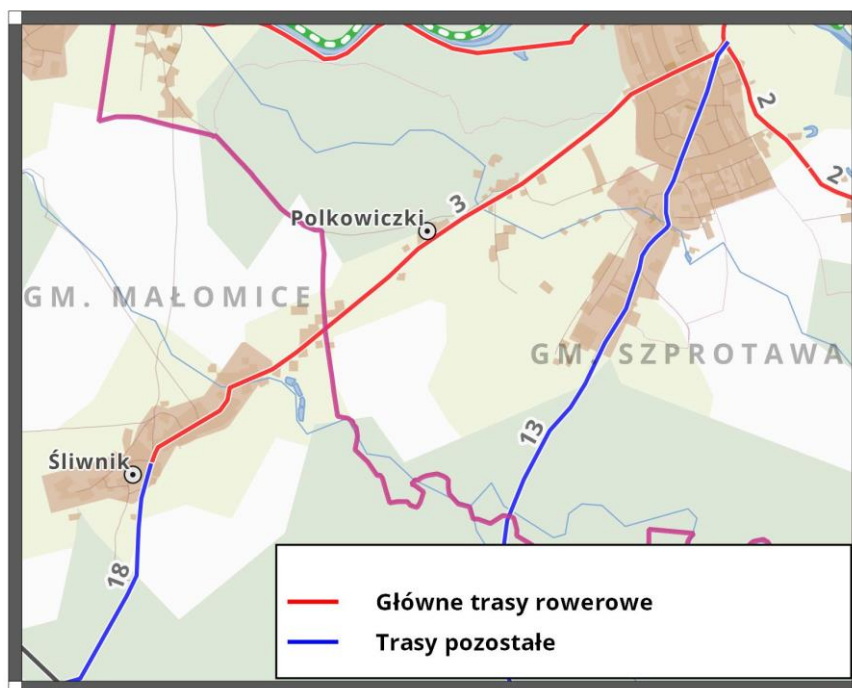 2
2
3
Polkowiczki
GM. MAŁOMICE
GM. SZPROTAWA
13
Śliwnik
18
Główne trasy rowerowe
Trasy pozostałe